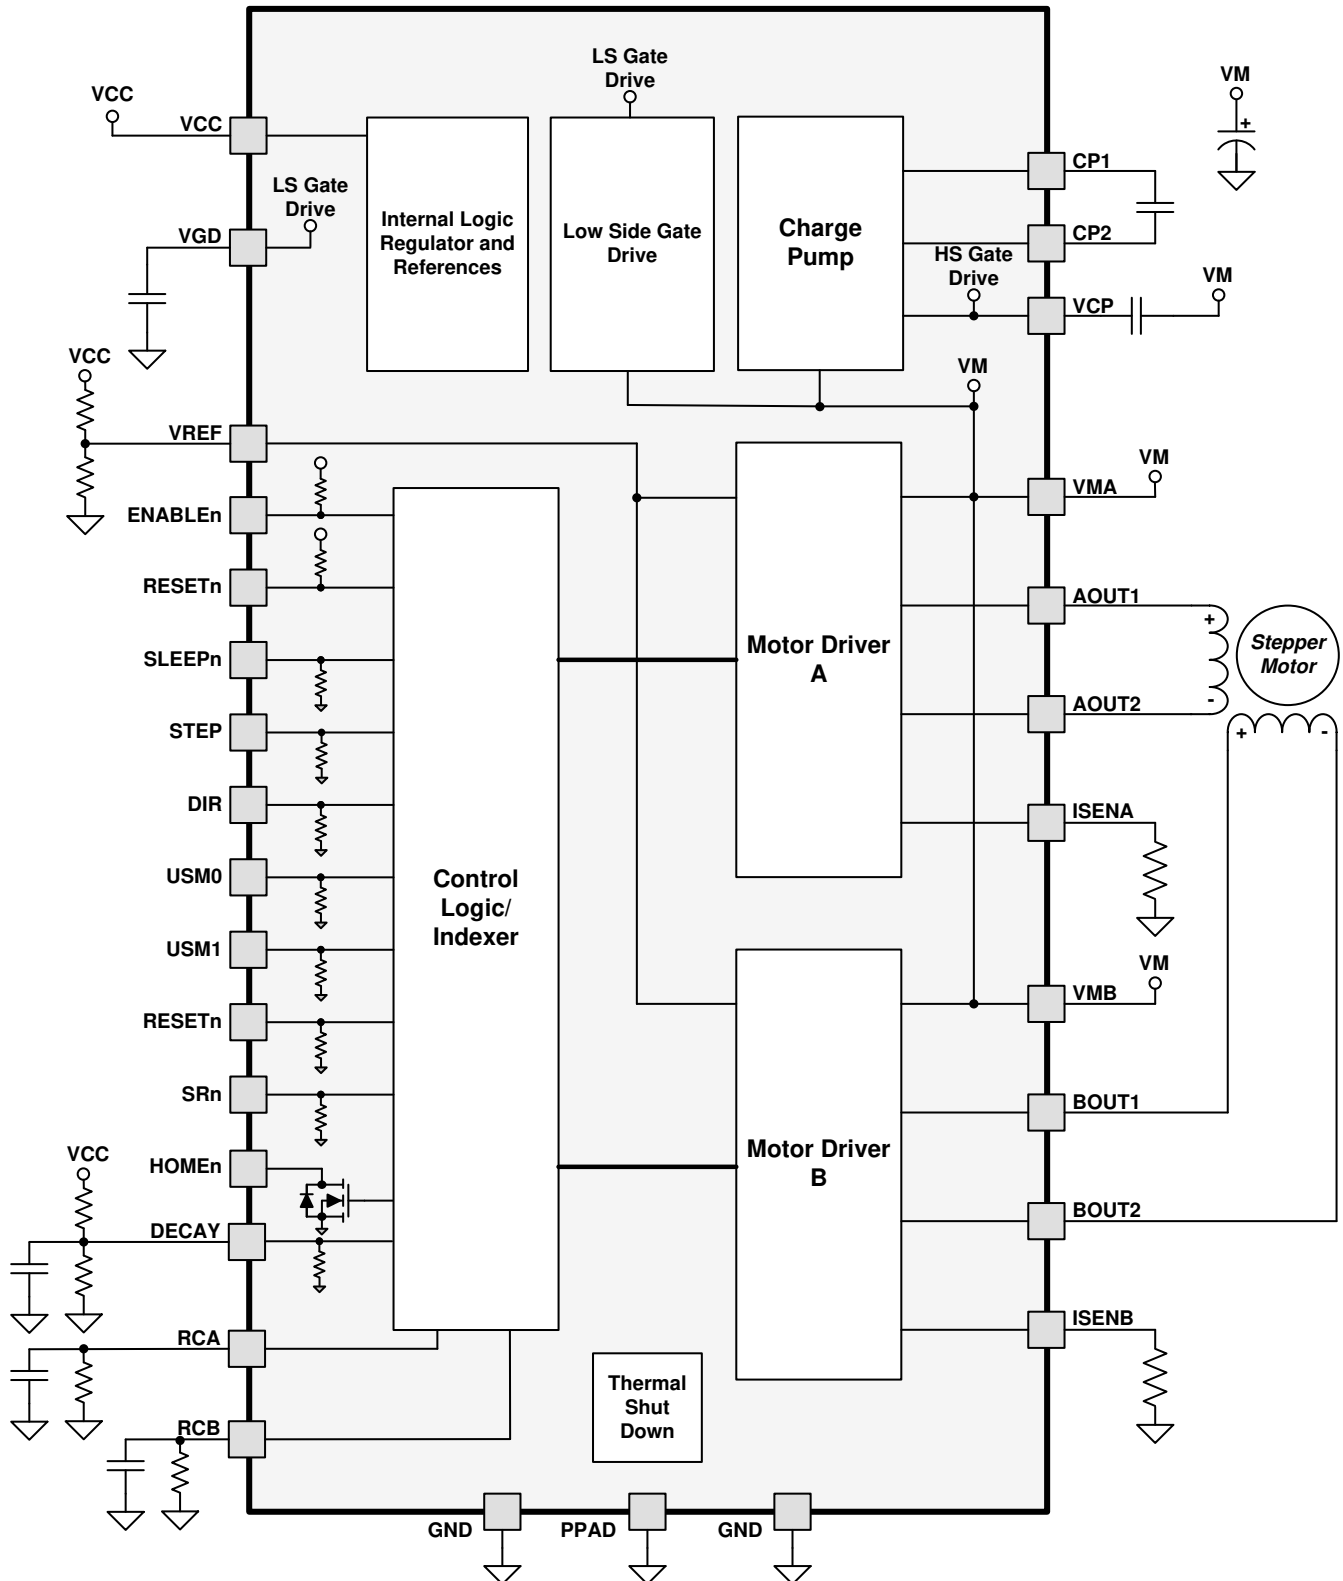 LS Gate
Drive
VCC
VM
VCC
CP1
LS Gate
Drive
Internal Logic
Regulator and
References
Low Side Gate
Drive
Charge
Pump
VGD
CP2
HS Gate
Drive
VM
VCP
VCC
VM
VREF
VM
VMA
ENABLEn
RESETn
AOUT1
+
Stepper
Motor
SLEEPn
Motor Driver
A
-
AOUT2
STEP
+
-
DIR
ISENA
USM0
Control
Logic/
Indexer
USM1
VM
VMB
RESETn
SRn
BOUT1
VCC
HOMEn
Motor Driver
B
DECAY
BOUT2
RCA
ISENB
Thermal
Shut
Down
RCB
GND
PPAD
GND
+